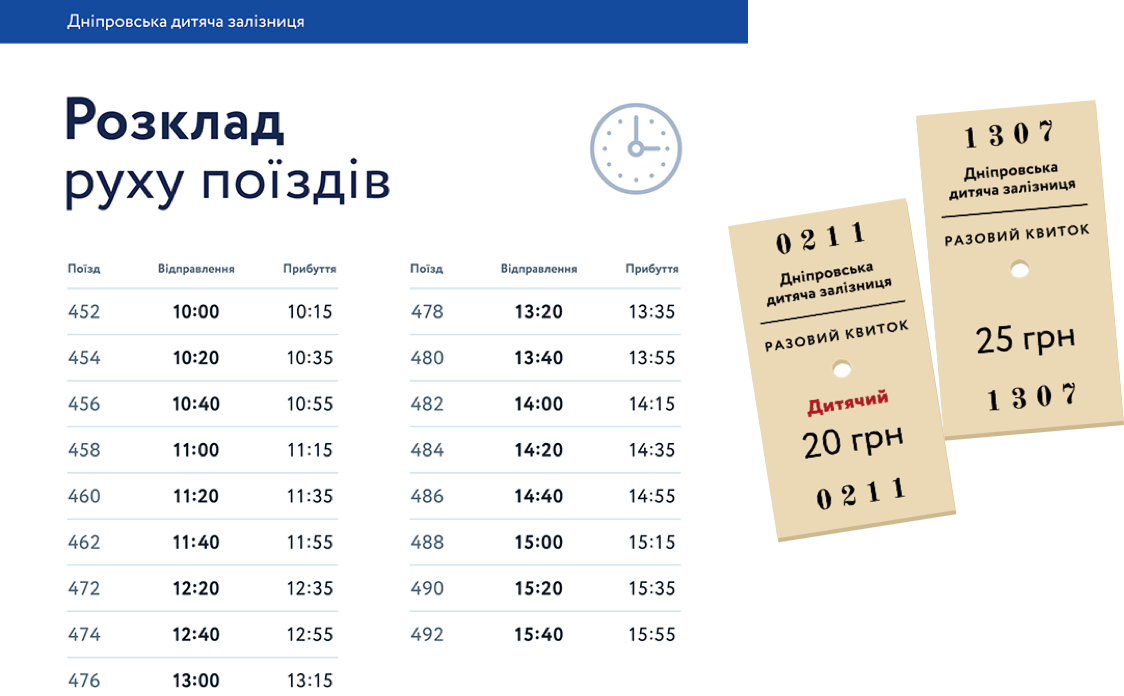 Дніпровська дитяча залізниця
Розклад
руху поїздів
Поїзд Відправлення Прибуття
452 10:00 10:15
454 10:20 10:35
456 10:40 10:55
458 11:00 11:15
460 11:20 11:35
462 11:40 11:55
472 12:20 12:35
474 12:40 12:55
476 13:00 13:15
Поїзд Відправлення Прибуття
478 13:20 13:35
480 13:40 13:55
482 14:00 14:15
484 14:20 14:35
486 14:40 14:55
488 15:00 15:15
490 15:20 15:35
492 15:40 15:55
0211
Дніпровська
дитяча залізниця
РАЗОВИЙ КВИТОК
Дитячий
20 грн
0211
1307
Дніпровська
дитяча залізниця
РАЗОВИЙ КВИТОК
25 грн
1307